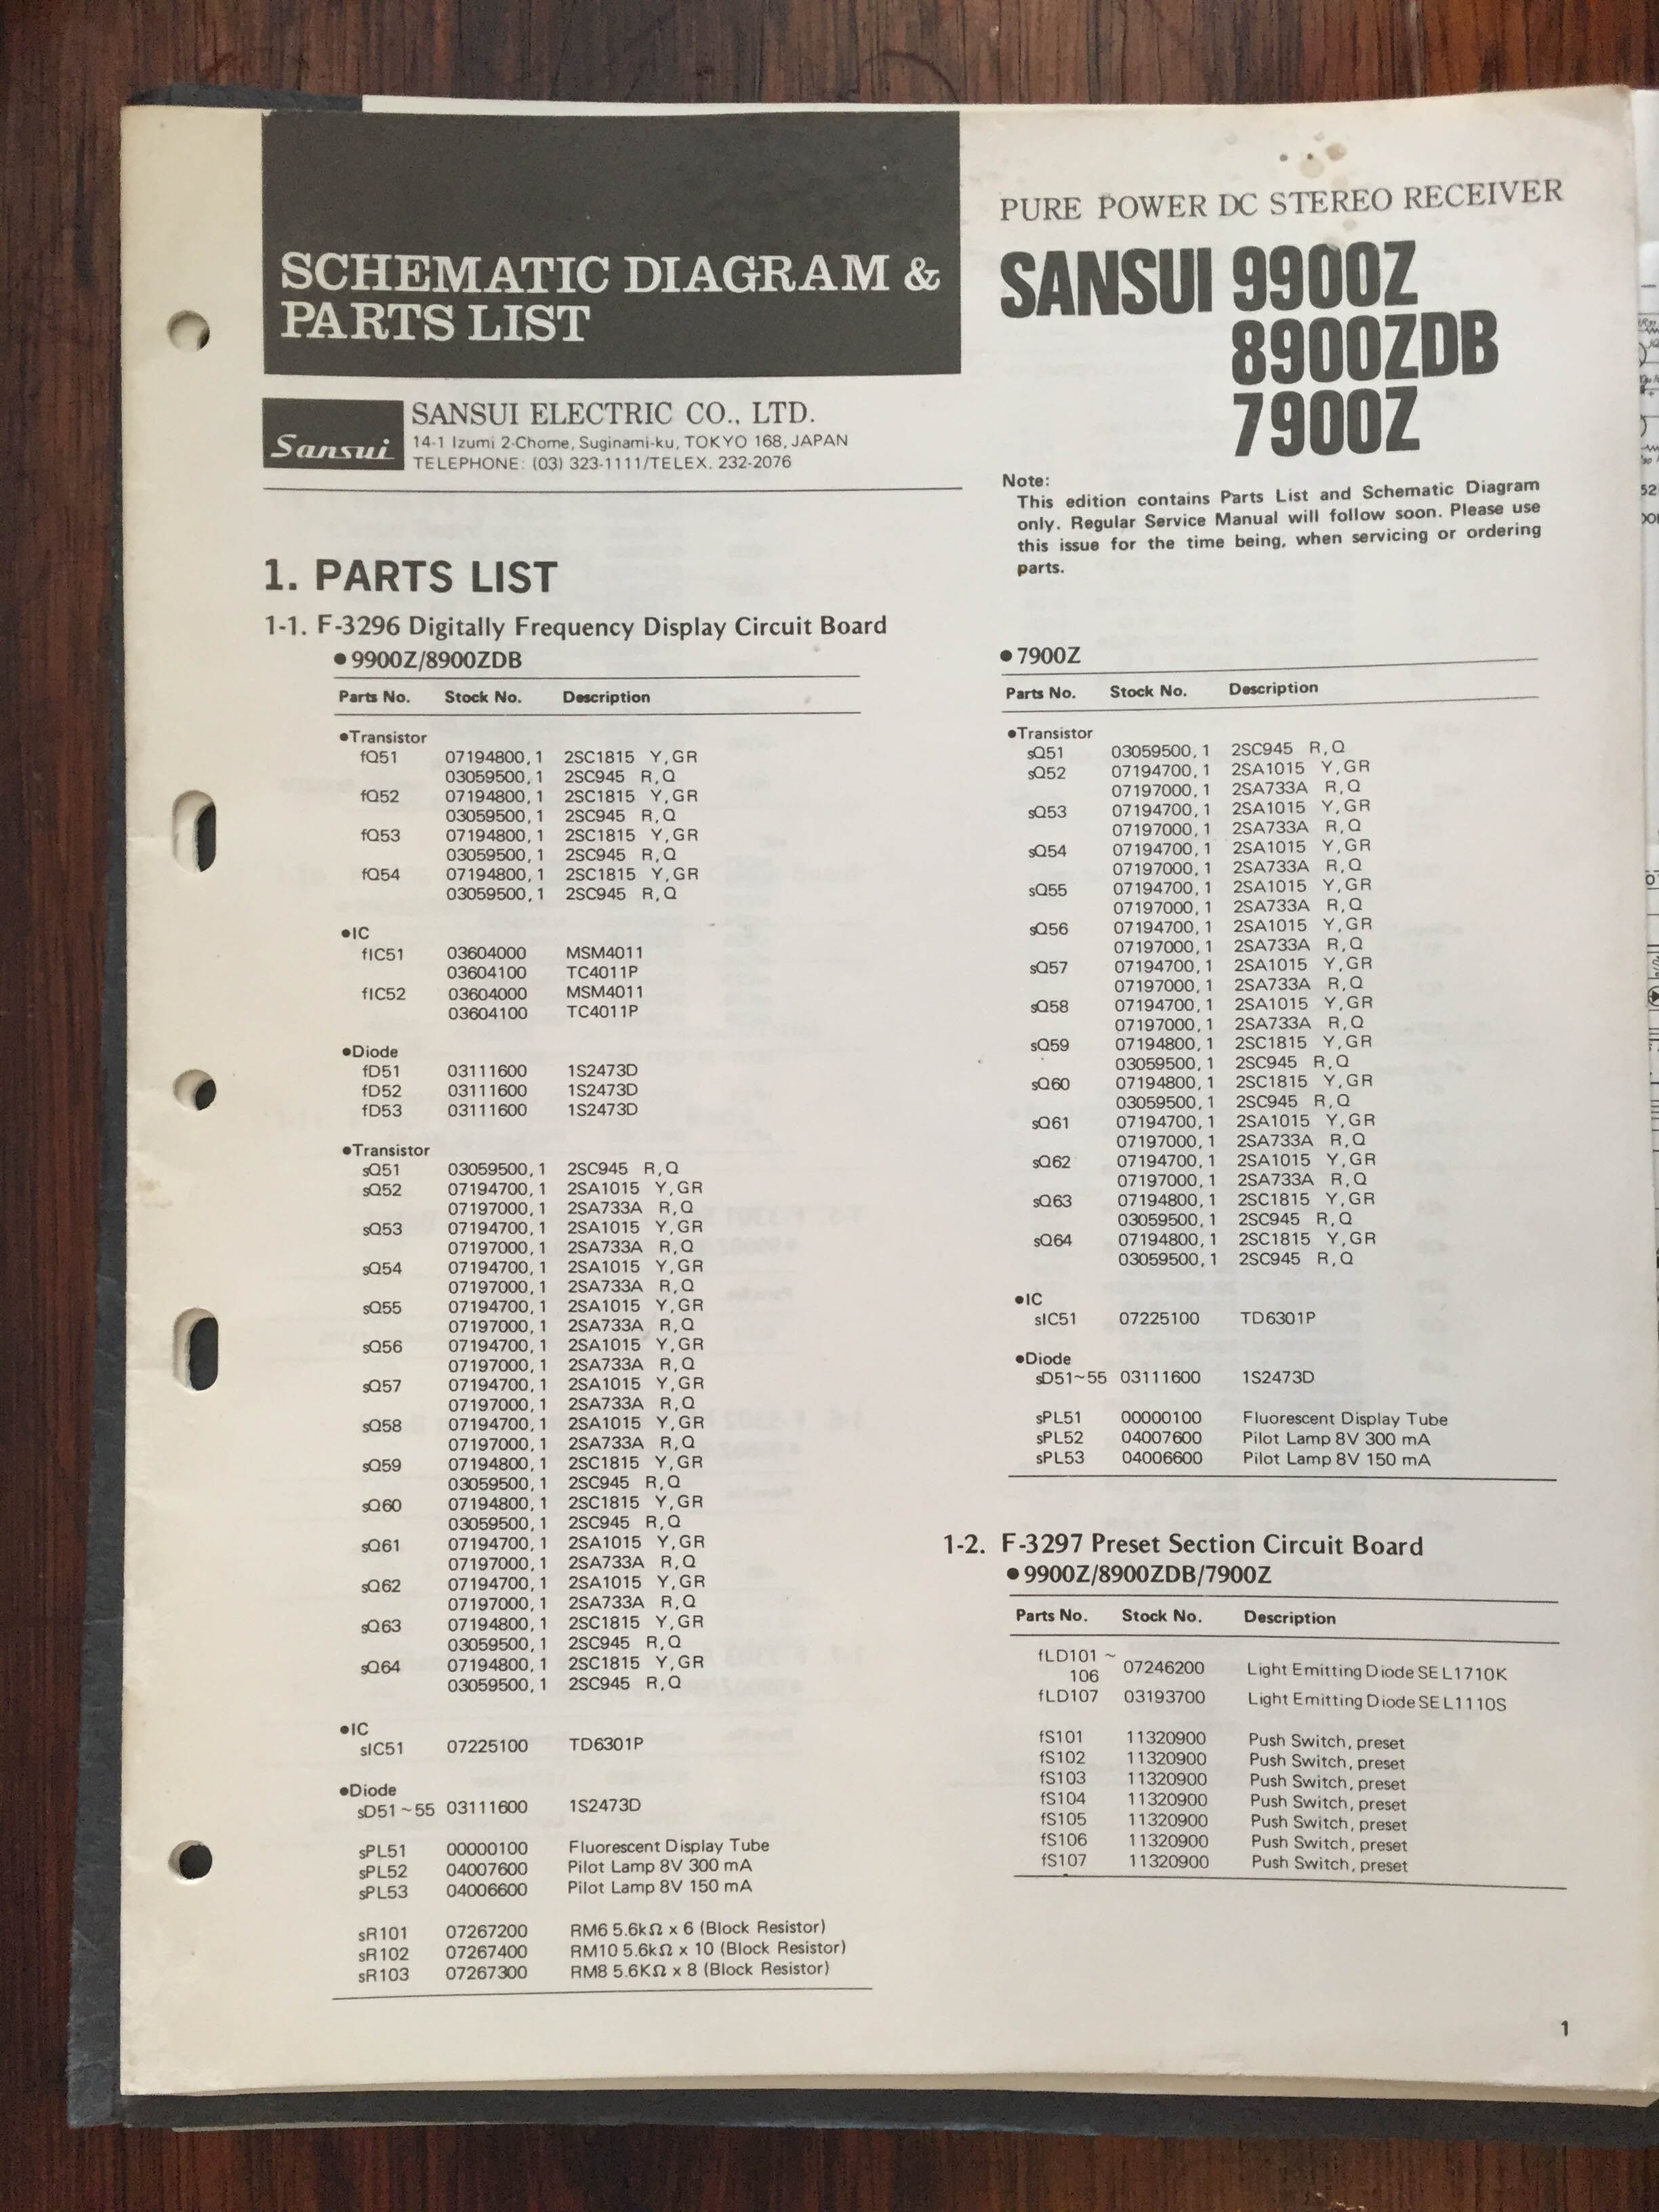 SCHEMATIC DIAGRAM &
PARTS LIST
Sansui
SANSUI ELECTRIC CO., LTD.
14-1 Izumi 2-Chome, Suginami-ku, TOKYO 168, JAPAN
TELEPHONE: (03) 323-1111/TELEX. 232-2076
PURE POWER DC STEREO RECEIVER
SANSUI 9900Z
8900ZDB
7900Z
Note:
This edition contains Parts List and Schematic Diagram
only. Regular Service Manual will follow soon. Please use
this issue for the time being, when servicing or ordering
parts.
1. PARTS LIST
1-1. F-3296 Digitally Frequency Display Circuit Board
●9900Z/8900ZDB
Parts No. Stock No. Description
●Transistor
fQ51 07194800, 1 2SC1815 Y, GR
03059500, 1 2SC945 R, Q
fQ52 07194800, 1 2SC1815 Y, GR
03059500, 1 2SC945 R, Q
fQ53 07194800, 1 2SC1815 Y, GR
03059500, 1 2SC945 R, Q
fQ54 07194800, 1 2SC1815 Y, GR
03059500, 1 2SC945 R, Q
●IC
fIC51 03604000 MSM4011
03604100 TC4011P
fIC52 03604000 MSM4011
03604100 TC4011P
●Diode
fD51 03111600 1S2473D
fD52 03111600 1S2473D
fD53 03111600 1S2473D
●Transistor
sQ51 03059500, 1 2SC945 R, Q
sQ52 07194700, 1 2SA1015 Y, GR
07197000, 1 2SA733A R, Q
sQ53 07194700, 1 2SA1015 Y, GR
07197000, 1 2SA733A R, Q
sQ54 07194700, 1 2SA1015 Y, GR
07197000, 1 2SA733A R, Q
sQ55 07194700, 1 2SA1015 Y, GR
07197000, 1 2SA733A R, Q
sQ56 07194700, 1 2SA1015 Y, GR
07197000, 1 2SA733A R, Q
sQ57 07194700, 1 2SA1015 Y, GR
07197000, 1 2SA733A R, Q
sQ58 07194700, 1 2SA1015 Y, GR
07197000, 1 2SA733A R, Q
sQ59 07194800, 1 2SC1815 Y, GR
03059500, 1 2SC945 R, Q
sQ60 07194800, 1 2SC1815 Y, GR
03059500, 1 2SC945 R, Q
sQ61 07194700, 1 2SA1015 Y, GR
07197000, 1 2SA733A R, Q
sQ62 07194700, 1 2SA1015 Y, GR
07197000, 1 2SA733A R, Q
sQ63 07194800, 1 2SC1815 Y, GR
03059500, 1 2SC945 R, Q
sQ64 07194800, 1 2SC1815 Y, GR
03059500, 1 2SC945 R, Q
●IC
sIC51 07225100 TD6301P
●Diode
sD51~55 03111600 1S2473D
sPL51 00000100 Fluorescent Display Tube
sPL52 04007600 Pilot Lamp 8V 300 mA
sPL53 04006600 Pilot Lamp 8V 150 mA
sR101 07267200 RM6 5.6kΩ x 6 (Block Resistor)
sR102 07267400 RM10 5.6kΩ x 10 (Block Resistor)
sR103 07267300 RM8 5.6KΩ x 8 (Block Resistor)
●7900Z
Parts No. Stock No. Description
●Transistor
sQ51 03059500, 1 2SC945 R, Q
sQ52 07194700, 1 2SA1015 Y, GR
07197000, 1 2SA733A R, Q
sQ53 07194700, 1 2SA1015 Y, GR
07197000, 1 2SA733A R, Q
sQ54 07194700, 1 2SA1015 Y, GR
07197000, 1 2SA733A R, Q
sQ55 07194700, 1 2SA1015 Y, GR
07197000, 1 2SA733A R, Q
sQ56 07194700, 1 2SA1015 Y, GR
07197000, 1 2SA733A R, Q
sQ57 07194700, 1 2SA1015 Y, GR
07197000, 1 2SA733A R, Q
sQ58 07194700, 1 2SA1015 Y, GR
07197000, 1 2SA733A R, Q
sQ59 07194800, 1 2SC1815 Y, GR
03059500, 1 2SC945 R, Q
sQ60 07194800, 1 2SC1815 Y, GR
03059500, 1 2SC945 R, Q
sQ61 07194700, 1 2SA1015 Y, GR
07197000, 1 2SA733A R, Q
sQ62 07194700, 1 2SA1015 Y, GR
07197000, 1 2SA733A R, Q
sQ63 07194800, 1 2SC1815 Y, GR
03059500, 1 2SC945 R, Q
sQ64 07194800, 1 2SC1815 Y, GR
03059500, 1 2SC945 R, Q
●IC
sIC51 07225100 TD6301P
●Diode
sD51~55 03111600 1S2473D
sPL51 00000100 Fluorescent Display Tube
sPL52 04007600 Pilot Lamp 8V 300 mA
sPL53 04006600 Pilot Lamp 8V 150 mA
1-2. F-3297 Preset Section Circuit Board
●9900Z/8900ZDB/7900Z
Parts No. Stock No. Description
fLD101 ~
106 07246200 Light Emitting Diode SEL1710K
fLD107 03193700 Light Emitting Diode SEL1110S
fS101 11320900 Push Switch, preset
fS102 11320900 Push Switch, preset
fS103 11320900 Push Switch, preset
fS104 11320900 Push Switch, preset
fS105 11320900 Push Switch, preset
fS106 11320900 Push Switch, preset
fS107 11320900 Push Switch, preset
1